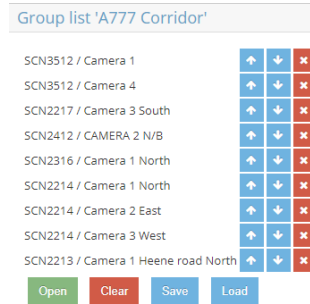 Group list 'A777 Corridor'
SCN3512 / Camera 1
SCN3512 / Camera 4
SCN2217 / Camera 3 South
SCN2412 / CAMERA 2 N/B
SCN2316 / Camera 1 North
SCN2214 / Camera 1 North
SCN2214 / Camera 2 East
SCN2214 / Camera 3 West
SCN2213 / Camera 1 Heene road North
Open Clear Save Load